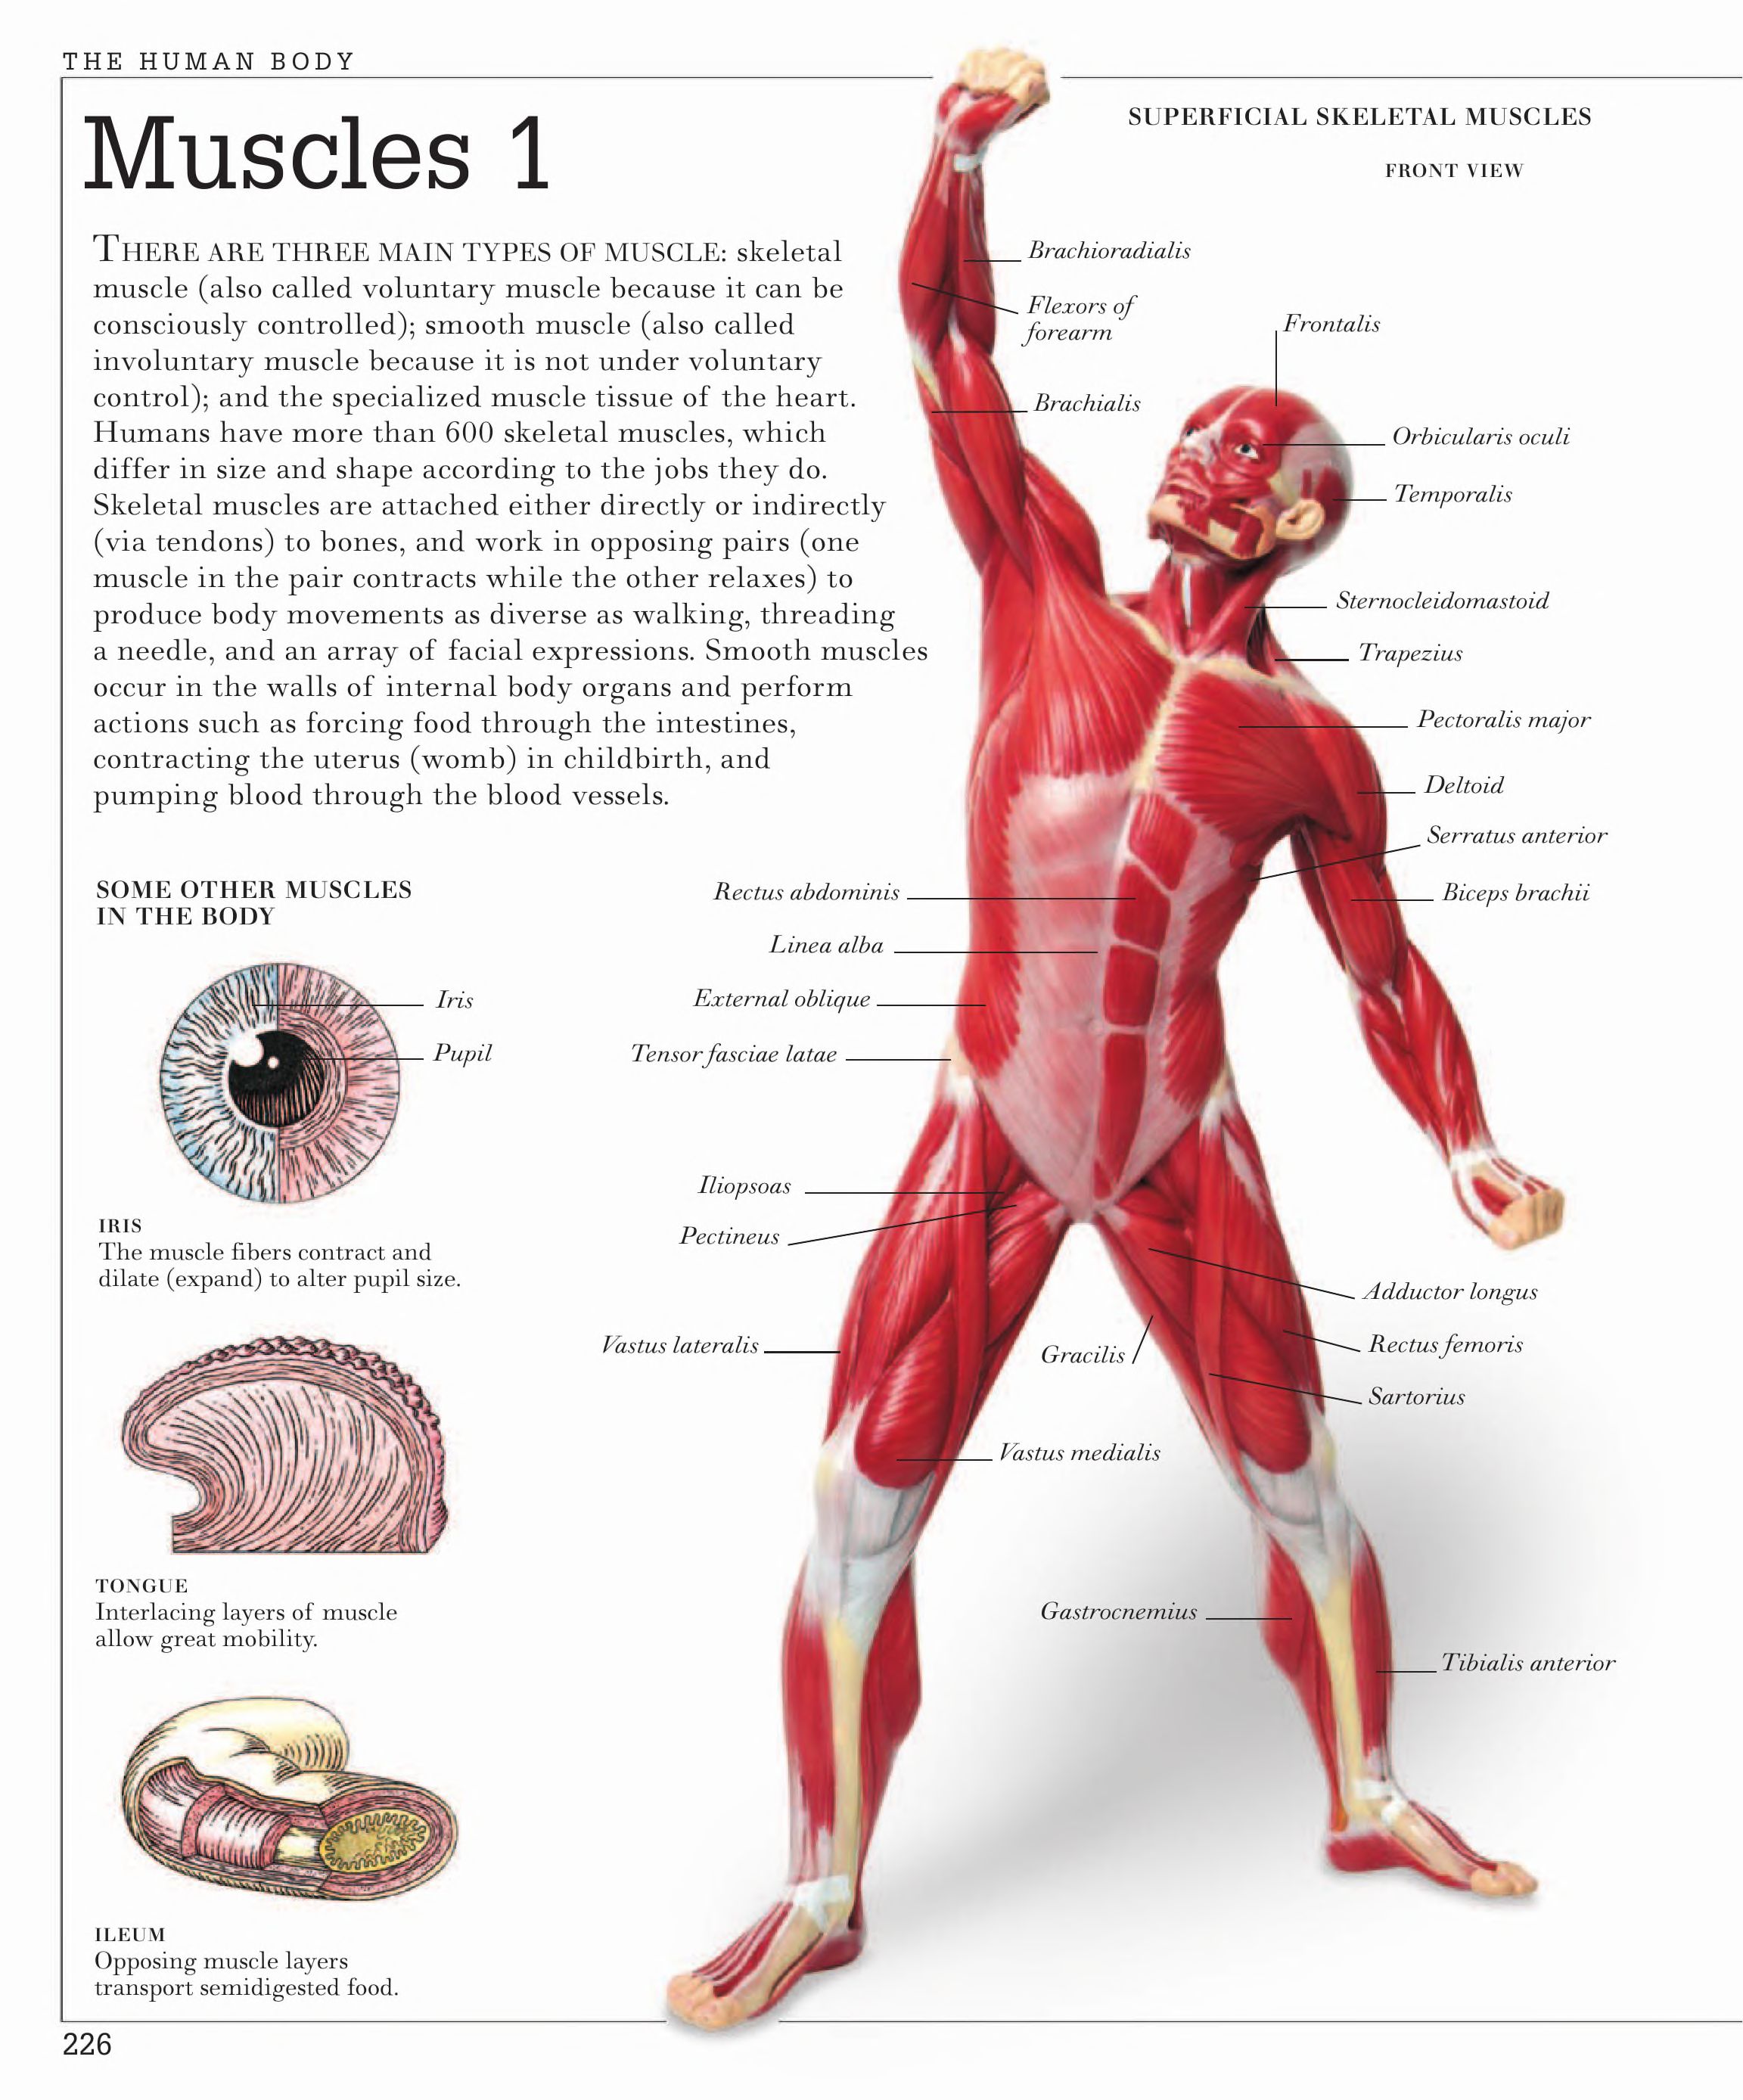 THE HUMAN BODY
Muscles 1
THERE ARE THREE MAIN TYPES OF MUSCLE: skeletal
muscle (also called voluntary muscle because it can be
consciously controlled); smooth muscle (also called
involuntary muscle because it is not under voluntary
control); and the specialized muscle tissue of the heart.
Humans have more than 600 skeletal muscles, which
differ in size and shape according to the jobs they do.
Skeletal muscles are attached either directly or indirectly
(via tendons) to bones, and work in opposing pairs (one
muscle in the pair contracts while the other relaxes) to
produce body movements as diverse as walking, threading
a needle, and an array of facial expressions. Smooth muscles
occur in the walls of internal body organs and perform
actions such as forcing food through the intestines,
contracting the uterus (womb) in childbirth, and
pumping blood through the blood vessels.
SOME OTHER MUSCLES
IN THE BODY
Iris
Pupil
IRIS
The muscle fibers contract and
dilate (expand) to alter pupil size.
TONGUE
Interlacing layers of muscle
allow great mobility.
ILEUM
Opposing muscle layers
transport semidigested food.
SUPERFICIAL SKELETAL MUSCLES
FRONT VIEW
Brachioradialis
Flexors of
forearm
Frontalis
Brachialis
Orbicularis oculi
Temporalis
Sternocleidomastoid
Trapezius
Pectoralis major
Deltoid
Serratus anterior
Biceps brachii
Rectus abdominis
Linea alba
External oblique
Tensor fasciae latae
Iliopsoas
Pectineus
Adductor longus
Vastus lateralis
Gracilis
Rectus femoris
Sartorius
Vastus medialis
Gastrocnemius
Tibialis anterior
226